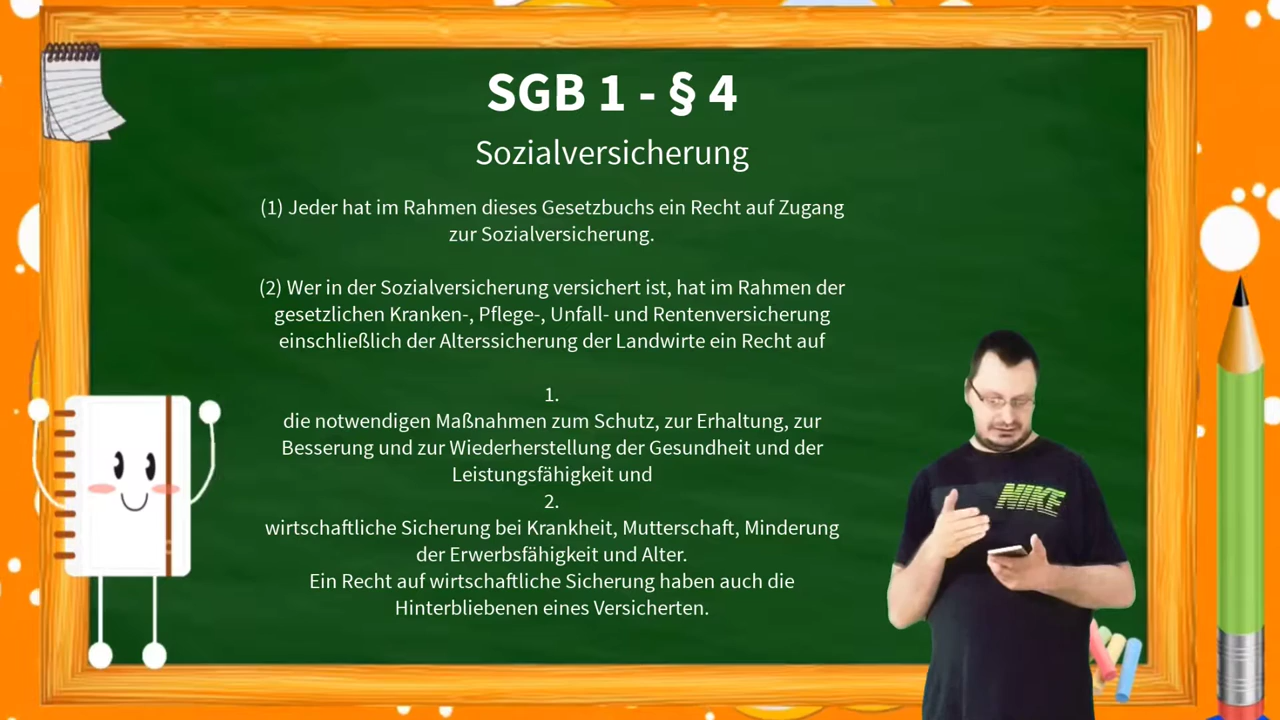 SGB 1 - § 4
Sozialversicherung
(1) Jeder hat im Rahmen dieses Gesetzbuchs ein Recht auf Zugang
zur Sozialversicherung.
(2) Wer in der Sozialversicherung versichert ist, hat im Rahmen der
gesetzlichen Kranken-, Pflege-, Unfall- und Rentenversicherung
einschließlich der Alterssicherung der Landwirte ein Recht auf
1.
die notwendigen Maßnahmen zum Schutz, zur Erhaltung, zur
Besserung und zur Wiederherstellung der Gesundheit und der
Leistungsfähigkeit und
2.
wirtschaftliche Sicherung bei Krankheit, Mutterschaft, Minderung
der Erwerbsfähigkeit und Alter.
Ein Recht auf wirtschaftliche Sicherung haben auch die
Hinterbliebenen eines Versicherten.
NIKE